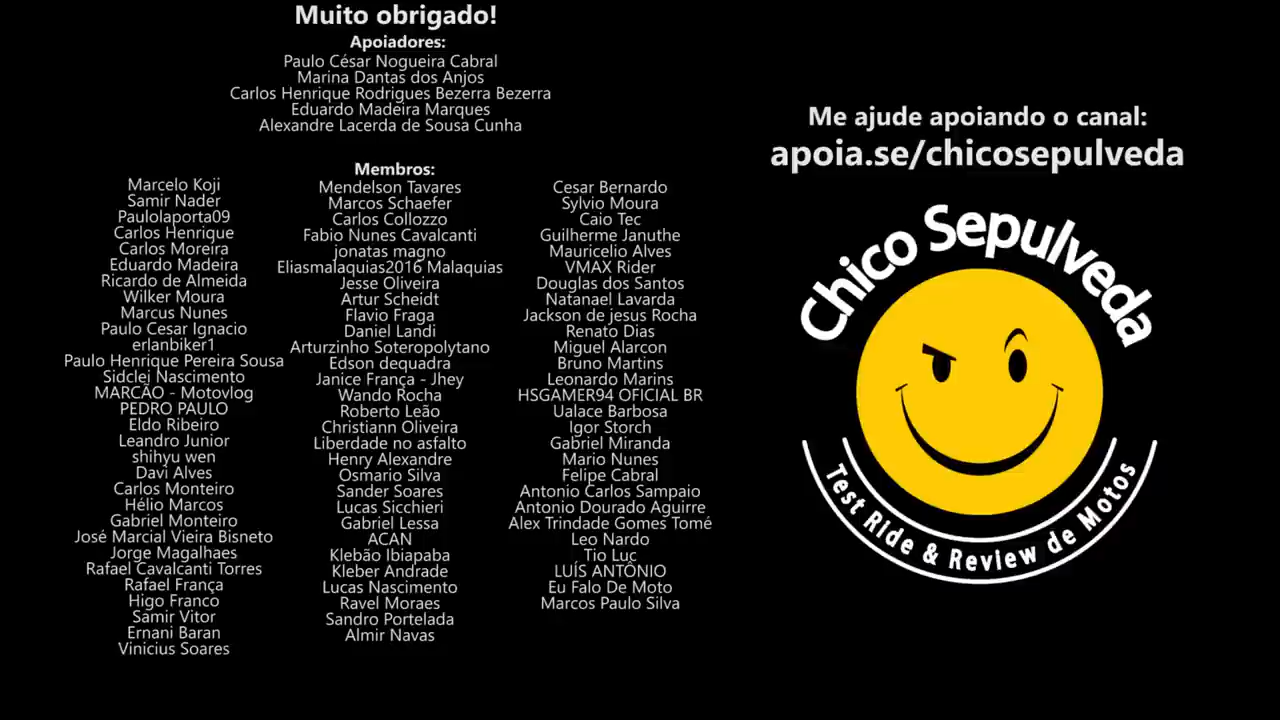 Muito obrigado!
Apoiadores:
Paulo César Nogueira Cabral
Marina Dantas dos Anjos
Carlos Henrique Rodrigues Bezerra Bezerra
Eduardo Madeira Marques
Alexandre Lacerda de Sousa Cunha
Membros:
Marcelo Koji
Samir Nader
Paulolaporta09
Carlos Henrique
Carlos Moreira
Eduardo Madeira
Ricardo de Almeida
Wilker Moura
Marcus Nunes
Paulo Cesar Ignacio
erlanbiker1
Paulo Henrique Pereira Sousa
Sidclei Nascimento
MARCÃO - Motovlog
PEDRO PAULO
Eldo Ribeiro
Leandro Junior
shihyu wen
Davi Alves
Carlos Monteiro
Hélio Marcos
Gabriel Monteiro
José Marcial Vieira Bisneto
Jorge Magalhaes
Rafael Cavalcanti Torres
Rafael França
Higo Franco
Samir Vitor
Ernani Baran
Vinicius Soares
Mendelson Tavares
Marcos Schaefer
Carlos Collozzo
Fabio Nunes Cavalcanti
jonatas magno
Eliasmalaquias2016 Malaquias
Jesse Oliveira
Artur Scheidt
Flavio Fraga
Daniel Landi
Arturzinho Soteropolytano
Edson dequadra
Janice França - Jhey
Wando Rocha
Roberto Leão
Christiann Oliveira
Liberdade no asfalto
Henry Alexandre
Osmario Silva
Sander Soares
Lucas Sicchieri
Gabriel Lessa
ACAN
Klebão Ibiapaba
Kleber Andrade
Lucas Nascimento
Ravel Moraes
Sandro Portelada
Almir Navas
Cesar Bernardo
Sylvio Moura
Caio Tec
Guilherme Januthe
Mauricelio Alves
VMAX Rider
Douglas dos Santos
Natanael Lavarda
Jackson de jesus Rocha
Renato Dias
Miguel Alarcon
Bruno Martins
Leonardo Marins
HSGAMER94 OFICIAL BR
Ualace Barbosa
Igor Storch
Gabriel Miranda
Mario Nunes
Felipe Cabral
Antonio Carlos Sampaio
Antonio Dourado Aguirre
Alex Trindade Gomes Tomé
Leo Nardo
Tio Luc
LUÍS ANTÔNIO
Eu Falo De Moto
Marcos Paulo Silva
Me ajude apoiando o canal:
apoia.se/chicosepulveda
Chico Sepulveda
Test Ride & Review de Motos